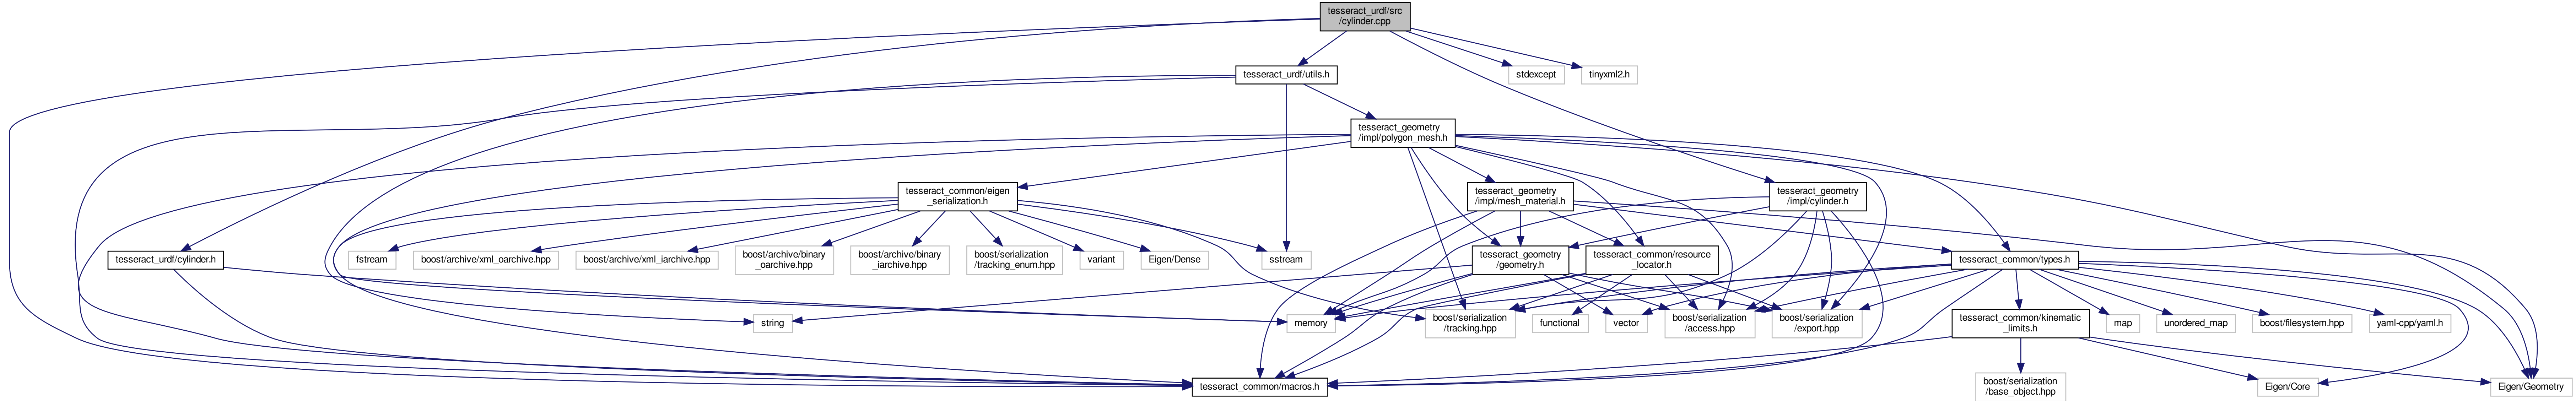 tesseract_urdf/src
/cylinder.cpp
tesseract_urdf/utils.h
stdexcept
tinyxml2.h
tesseract_geometry
/impl/polygon_mesh.h
tesseract_common/eigen
_serialization.h
tesseract_geometry
/impl/mesh_material.h
tesseract_geometry
/impl/cylinder.h
tesseract_urdf/cylinder.h
fstream
boost/archive/xml_oarchive.hpp
boost/archive/xml_iarchive.hpp
boost/archive/binary
_oarchive.hpp
boost/archive/binary
_iarchive.hpp
boost/serialization
/tracking_enum.hpp
variant
Eigen/Dense
sstream
tesseract_geometry
/geometry.h
tesseract_common/resource
_locator.h
tesseract_common/types.h
string
memory
boost/serialization
/tracking.hpp
functional
vector
boost/serialization
/access.hpp
boost/serialization
/export.hpp
tesseract_common/kinematic
_limits.h
map
unordered_map
boost/filesystem.hpp
yaml-cpp/yaml.h
tesseract_common/macros.h
boost/serialization
/base_object.hpp
Eigen/Core
Eigen/Geometry